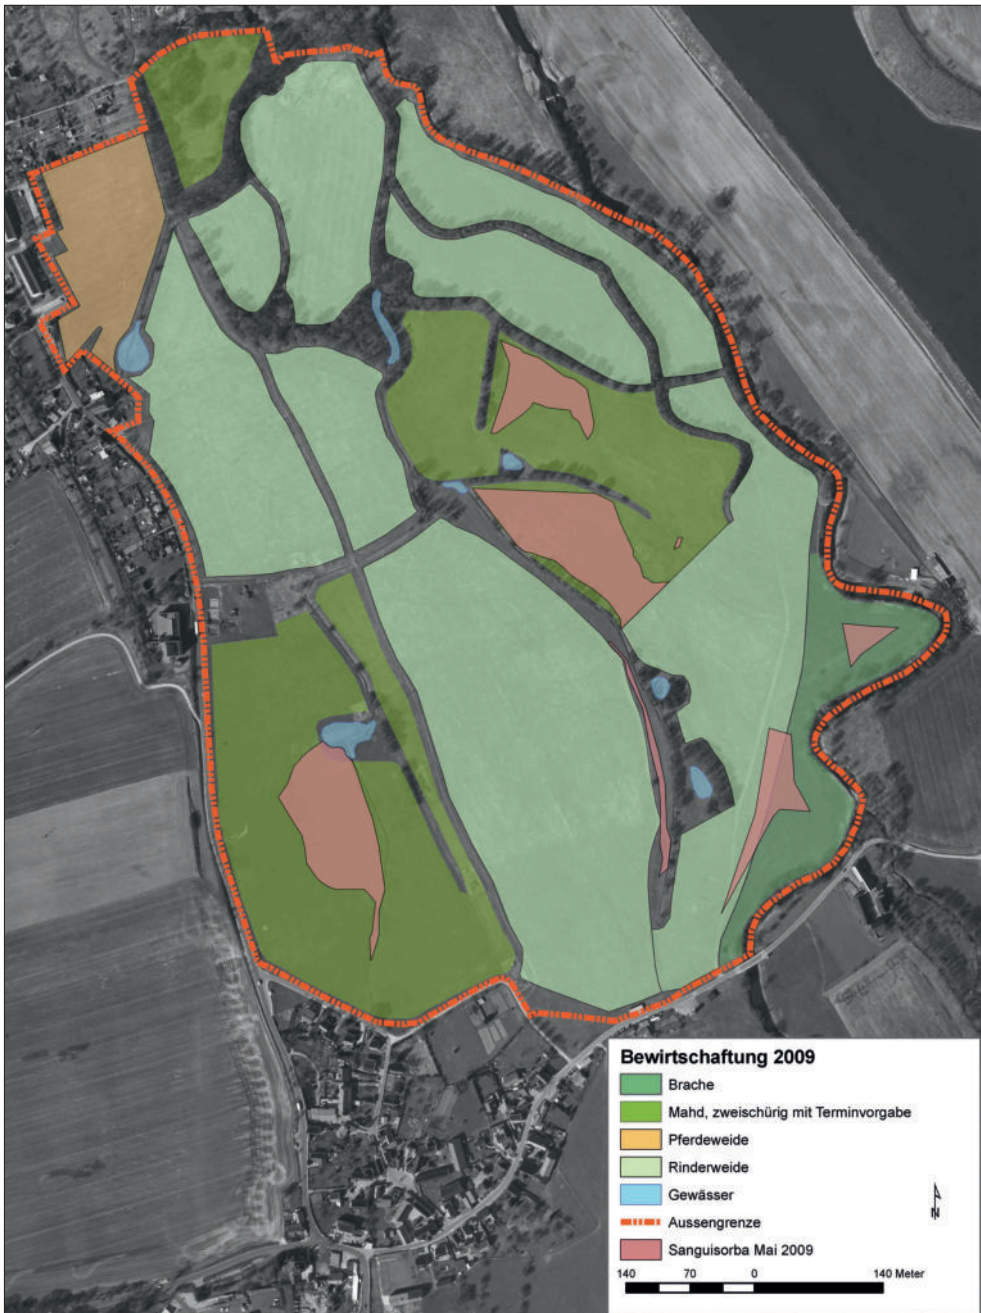 Bewirtschaftung 2009
Brache
Mahd, zweischürig mit Terminvorgabe
Pferdeweide
Rinderweide
Gewässer
Aussengrenze
Sanguisorba Mai 2009
N
140 70 0 140 Meter